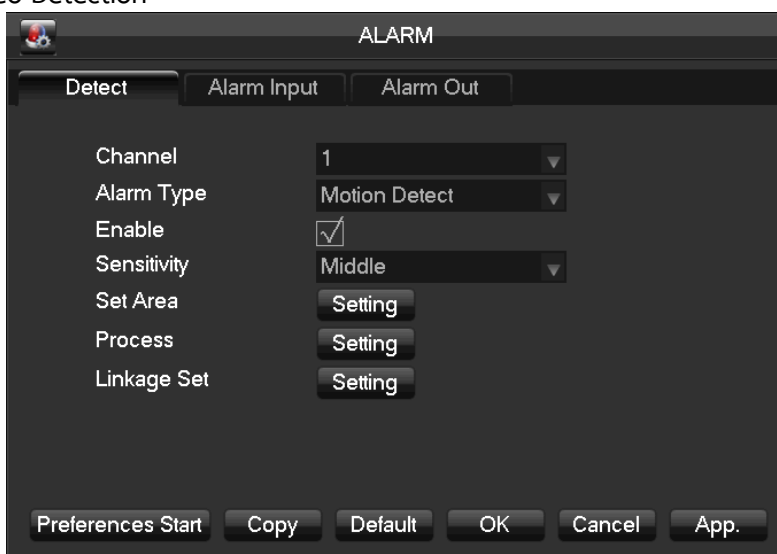 ALARM
Detect Alarm Input Alarm Out
Channel 1
Alarm Type Motion Detect
Enable
Sensitivity Middle
Set Area Setting
Process Setting
Linkage Set Setting
Preferences Start Copy Default OK Cancel App.